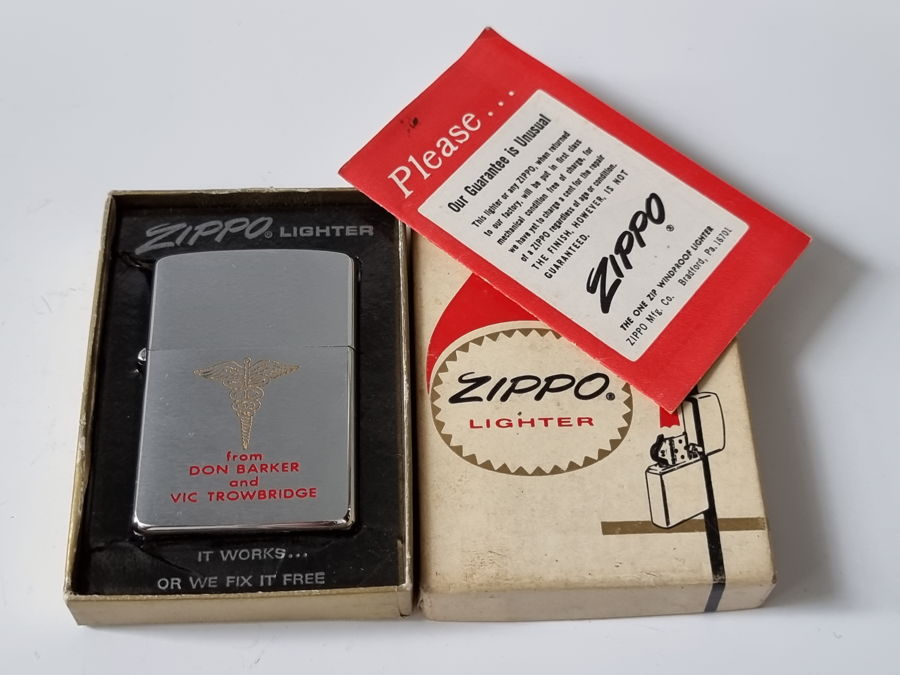 ZIPPO® LIGHTER
from
DON BARKER
and
VIC TROWBRIDGE
IT WORKS...
OR WE FIX IT FREE
Please...
Our Guarantee is Unusual
This lighter or any ZIPPO, when returned
to our factory, will be put in first class
mechanical condition free of charge, for
we have yet to charge a cent for the repair
of a ZIPPO regardless of age or condition.
THE FINISH, HOWEVER, IS NOT
GUARANTEED.
ZIPPO®
THE ONE ZIP WINDPROOF LIGHTER
ZIPPO Mfg. Co. Bradford, Pa. 16701
ZIPPO®
LIGHTER